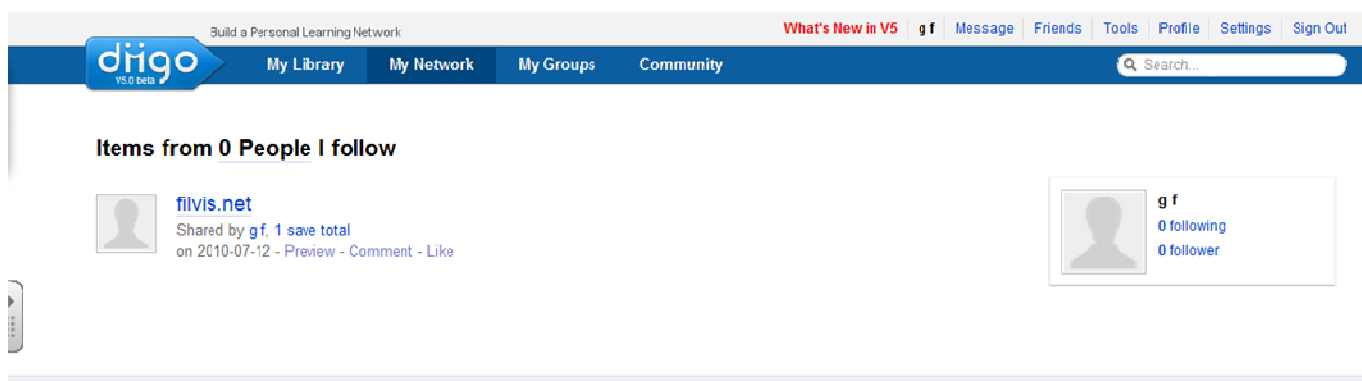 Build a Personal Learning Network
What's New in V5 g f Message Friends Tools Profile Settings Sign Out
diigo
V5.0 beta
My Library My Network My Groups Community
Search...
Items from 0 People I follow
filvis.net
Shared by g f, 1 save total
on 2010-07-12 - Preview - Comment - Like
g f
0 following
0 follower